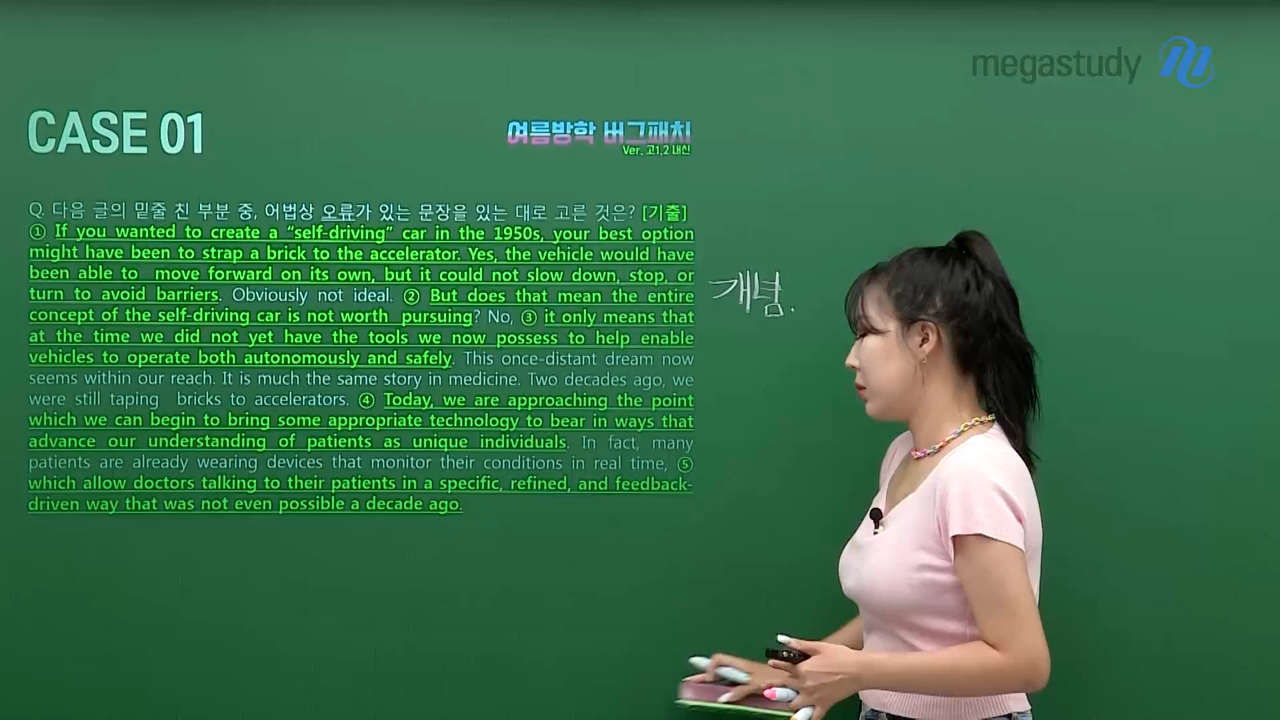 megastudy
CASE 01
여름방학 버그패치
Ver. 고1,2 내신
Q. 다음 글의 밑줄 친 부분 중, 어법상 오류가 있는 문장을 있는 대로 고른 것은? [기출]
① If you wanted to create a “self-driving” car in the 1950s, your best option
might have been to strap a brick to the accelerator. Yes, the vehicle would have
been able to move forward on its own, but it could not slow down, stop, or
turn to avoid barriers. Obviously not ideal. ② But does that mean the entire
concept of the self-driving car is not worth pursuing? No, ③ it only means that
at the time we did not yet have the tools we now possess to help enable
vehicles to operate both autonomously and safely. This once-distant dream now
seems within our reach. It is much the same story in medicine. Two decades ago, we
were still taping bricks to accelerators. ④ Today, we are approaching the point
which we can begin to bring some appropriate technology to bear in ways that
advance our understanding of patients as unique individuals. In fact, many
patients are already wearing devices that monitor their conditions in real time, ⑤
which allow doctors talking to their patients in a specific, refined, and feedback-
driven way that was not even possible a decade ago.
개념.